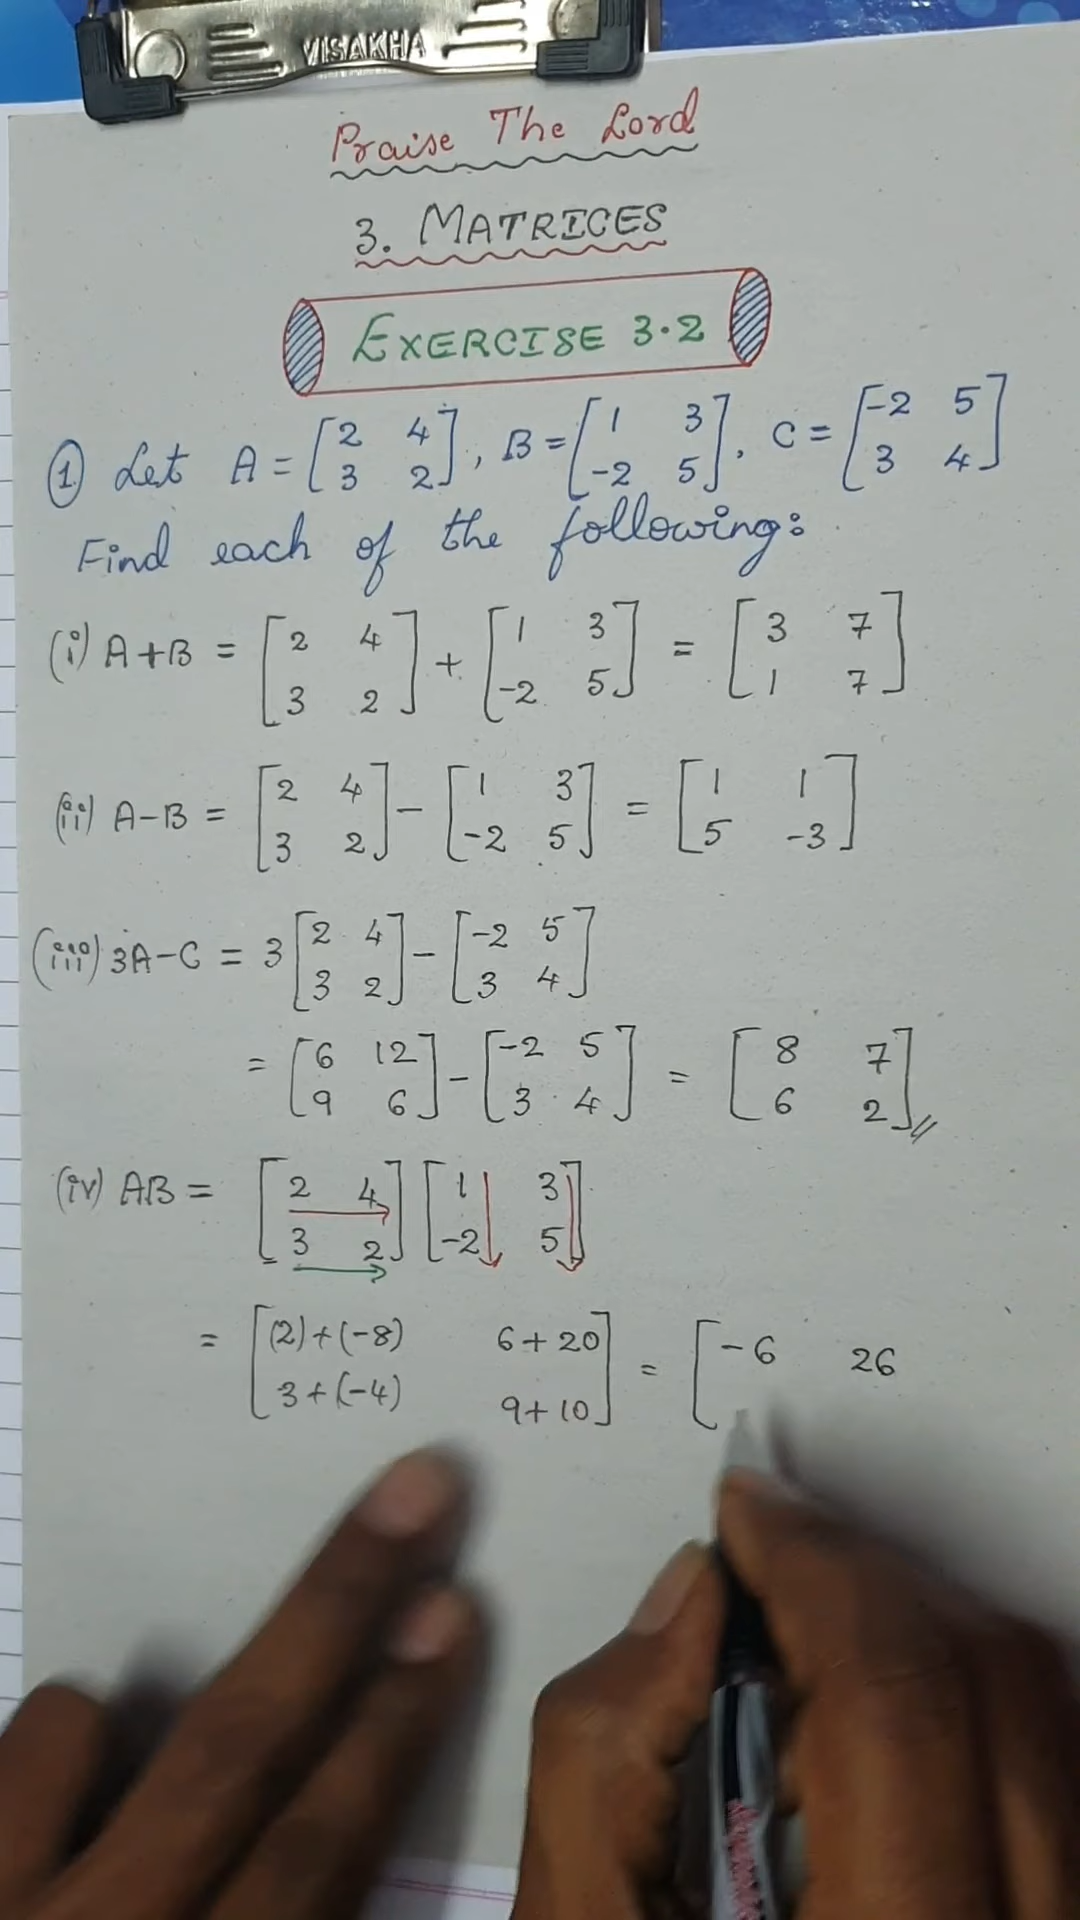 VISAKHA
Praise The Lord
3. MATRICES
EXERCISE 3.2
① Let A = [2 4 3 2], B = [1 3 -2 5], C = [-2 5 3 4]
Find each of the following:
(i) A+B = [2 4 3 2] + [1 3 -2 5] = [3 7 1 7]
(ii) A-B = [2 4 3 2] - [1 3 -2 5] = [1 1 5 -3]
(iii) 3A-C = 3 [2 4 3 2] - [-2 5 3 4]
= [6 12 9 6] - [-2 5 3 4] = [8 7 6 2]
(iv) AB = [2 4 3 2] [1 3 -2 5]
= [(2)+(-8) 6+20 3+(-4) 9+10] = [-6 26